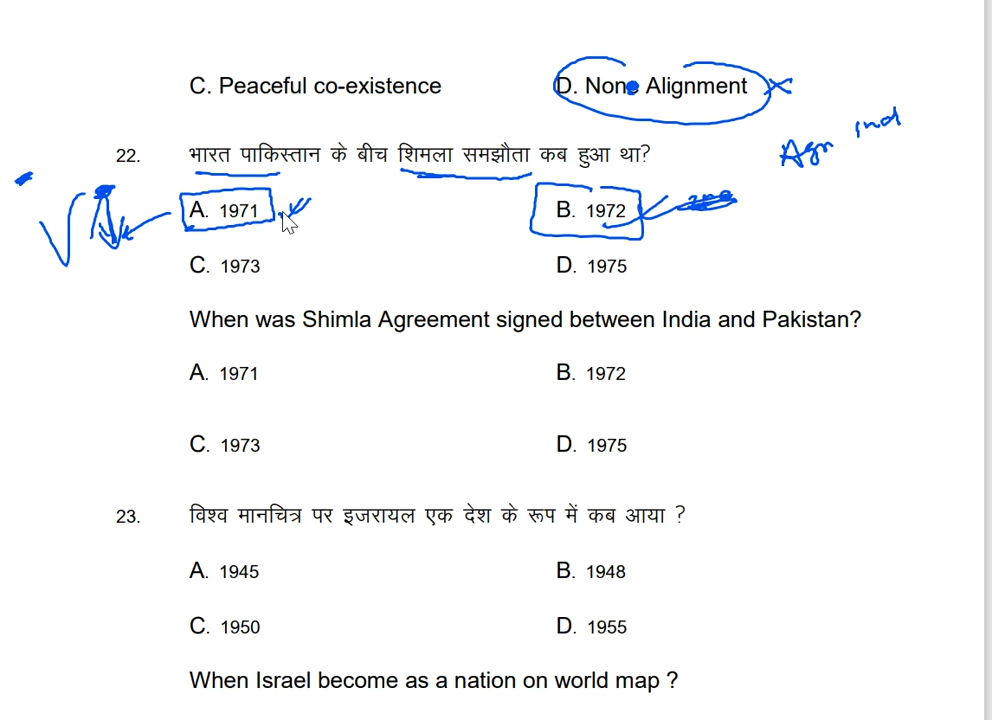 C. Peaceful co-existence D. None Alignment
Agr ind
22. भारत पाकिस्तान के बीच शिमला समझौता कब हुआ था?
A. 1971 B. 1972
C. 1973 D. 1975
When was Shimla Agreement signed between India and Pakistan?
A. 1971 B. 1972
C. 1973 D. 1975
23. विश्व मानचित्र पर इजरायल एक देश के रूप में कब आया ?
A. 1945 B. 1948
C. 1950 D. 1955
When Israel become as a nation on world map ?